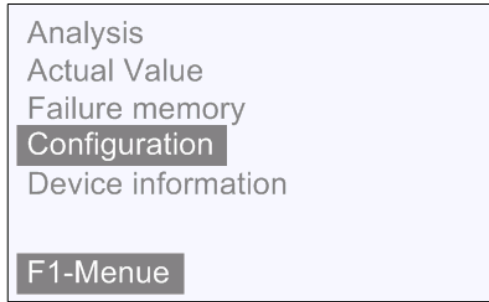 Analysis
Actual Value
Failure memory
Configuration
Device information
F1-Menue